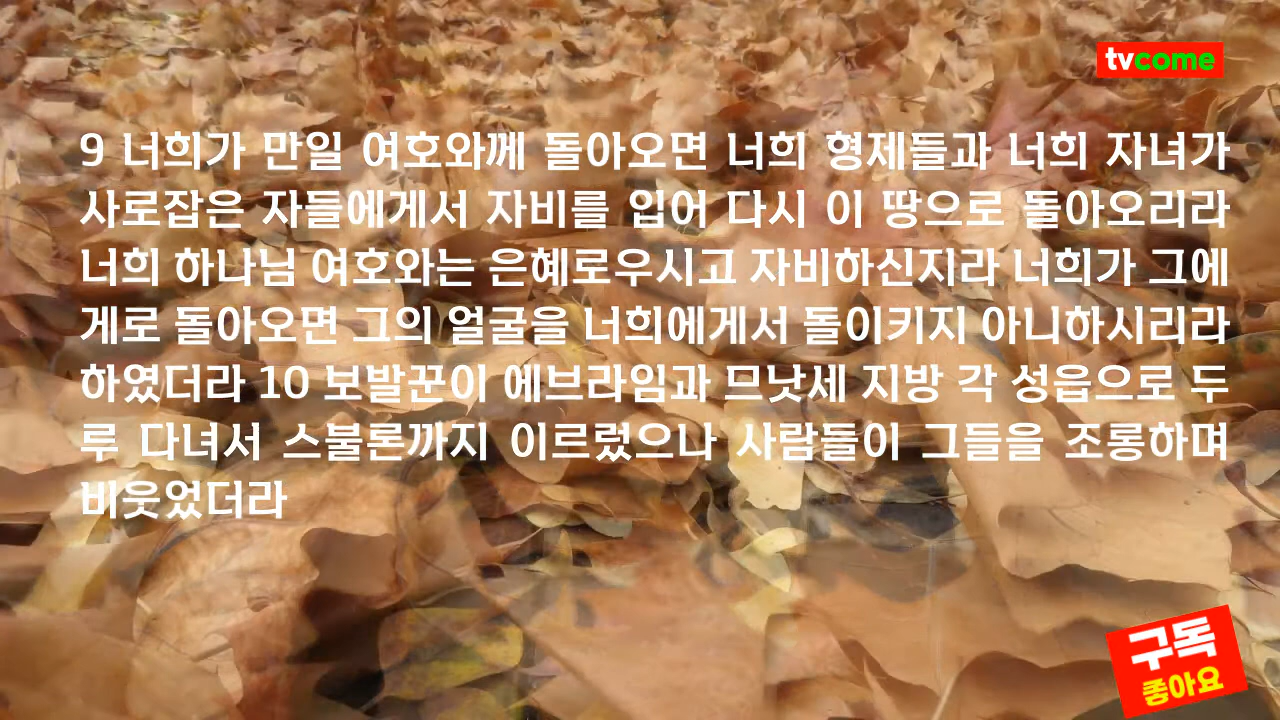 tvcome
9 너희가 만일 여호와께 돌아오면 너희 형제들과 너희 자녀가
사로잡은 자들에게서 자비를 입어 다시 이 땅으로 돌아오리라
너희 하나님 여호와는 은혜로우시고 자비하신지라 너희가 그에
게로 돌아오면 그의 얼굴을 너희에게서 돌이키지 아니하시리라
하였더라 10 보발꾼이 에브라임과 므낫세 지방 각 성읍으로 두
루 다녀서 스불론까지 이르렀으나 사람들이 그들을 조롱하며
비웃었더라
구독
좋아요